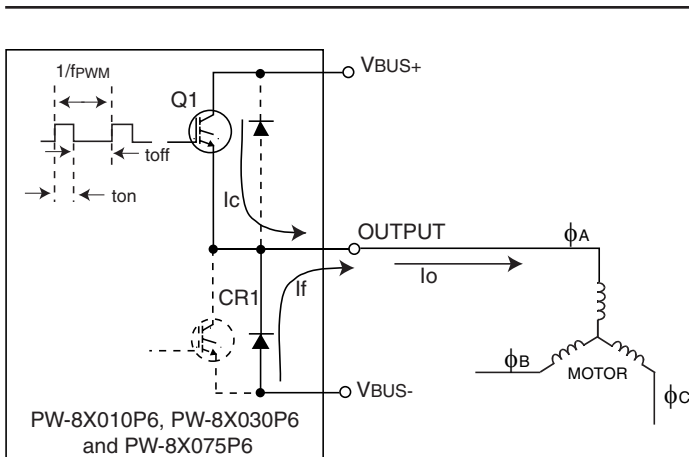 1/fPWM
VBUS+
Q1
toff
ton
Ic
OUTPUT
ϕA
Io
If
CR1
ϕB
MOTOR
VBUS-
ϕC
PW-8X010P6, PW-8X030P6
and PW-8X075P6